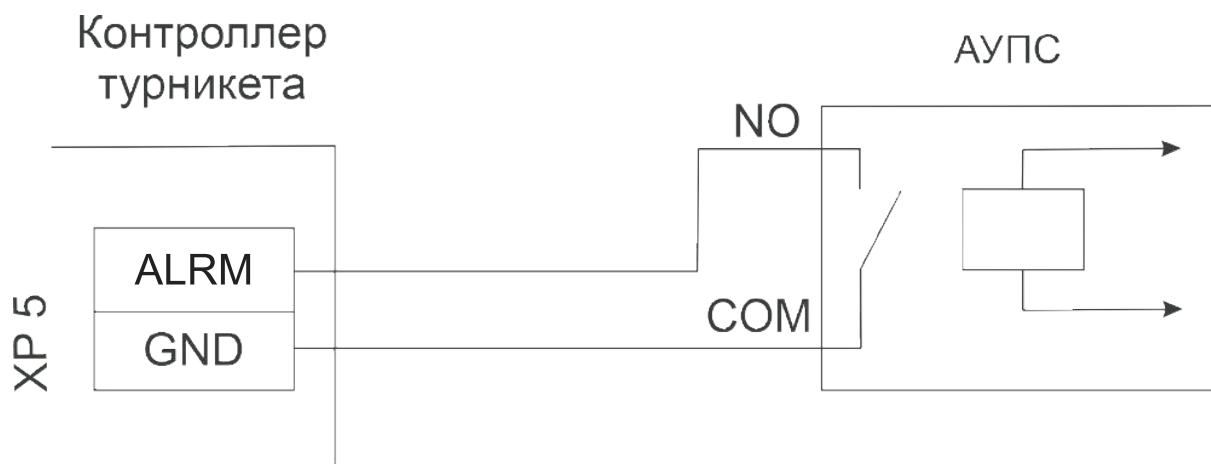 Контроллер
турникета
АУПС
NO
ALRM
COM
GND
XP 5